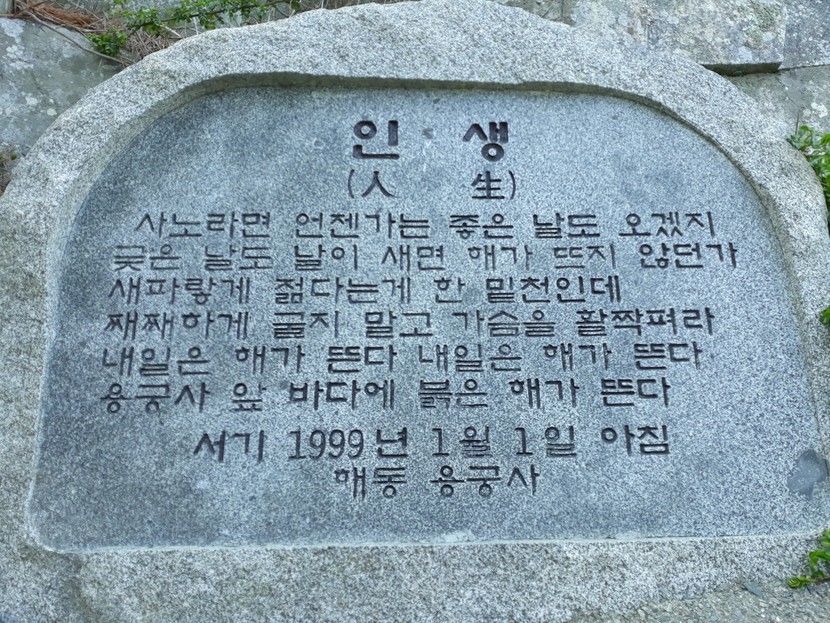 인 생
(人 生)
사노라면 언젠가는 좋은 날도 오겠지
궂은 날도 날이 새면 해가 뜨지 않던가
새파랗게 젊다는게 한 밑천인데
째째하게 굴지 말고 가슴을 활짝펴라
내일은 해가 뜬다 내일은 해가 뜬다
용궁사 앞 바다에 붉은 해가 뜬다
서기 1999년 1월 1일 아침
해동 용궁사